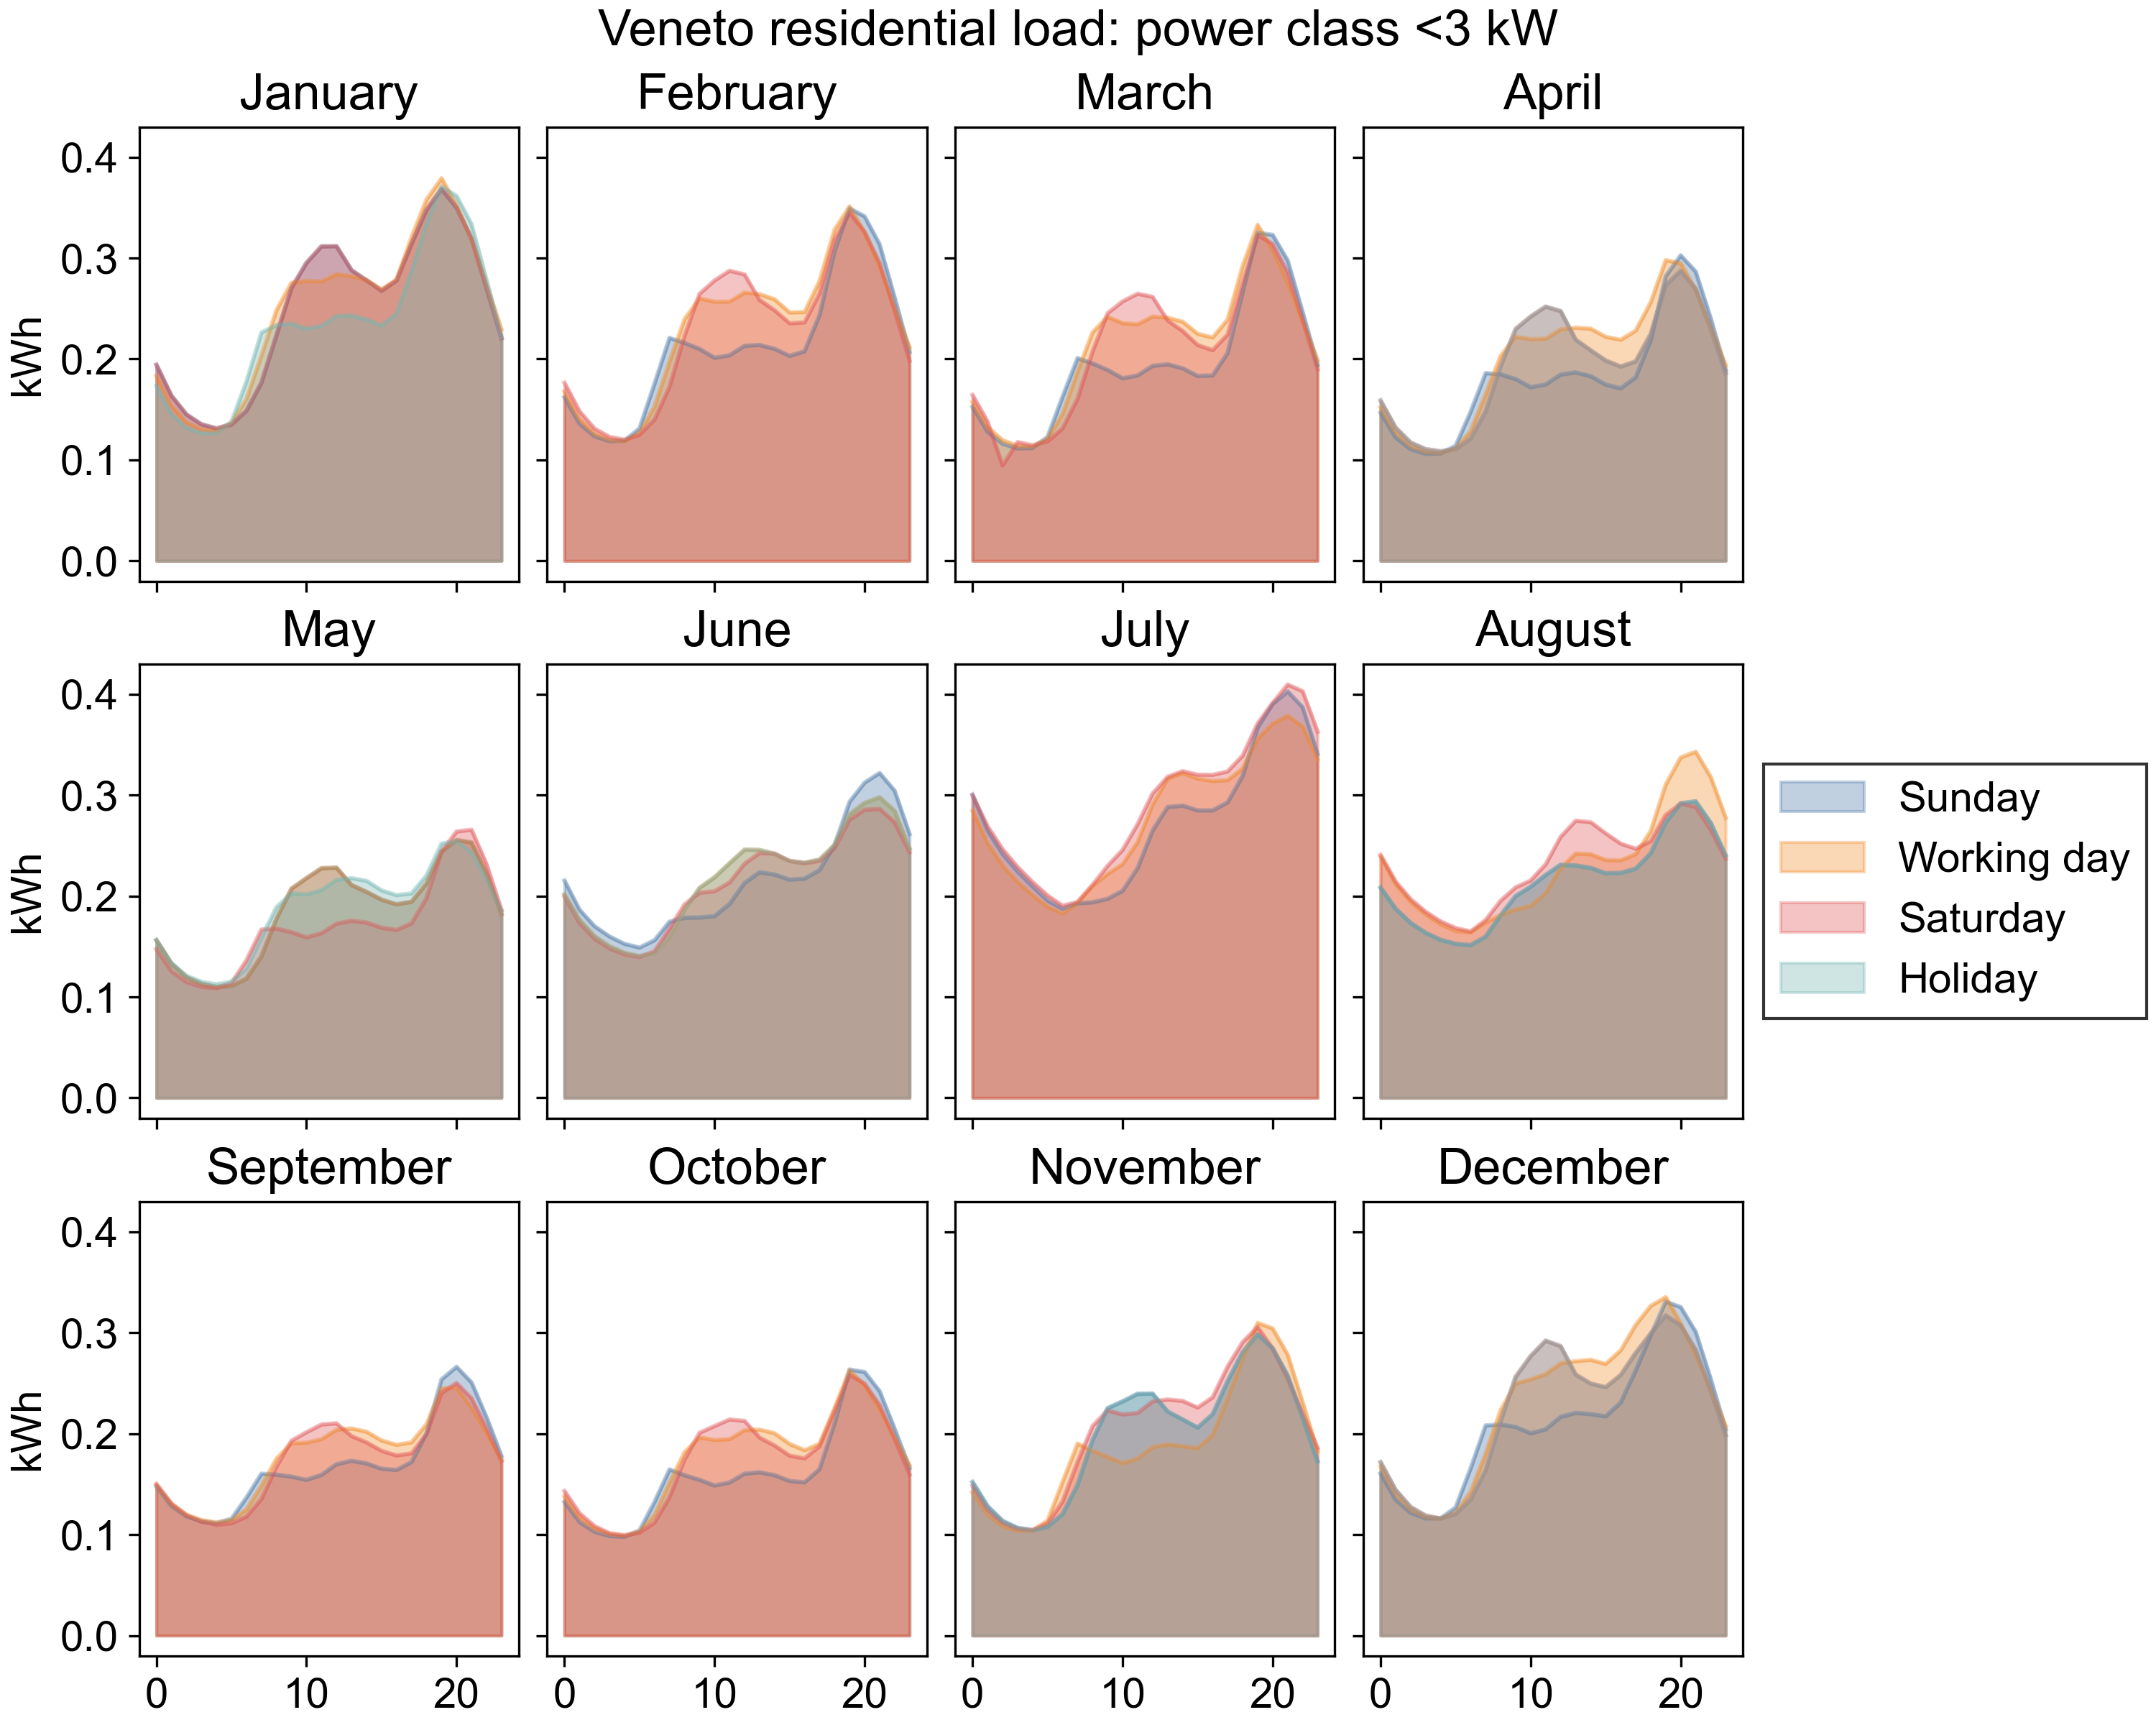 Veneto residential load: power class <3 kW
January February March April
0.4
0.3
0.2
0.1
0.0
kWh
May June July August
0.4
0.3
0.2
0.1
0.0
kWh
Sunday
Working day
Saturday
Holiday
September October November December
0.4
0.3
0.2
0.1
0.0
kWh
0 10 20 0 10 20 0 10 20 0 10 20